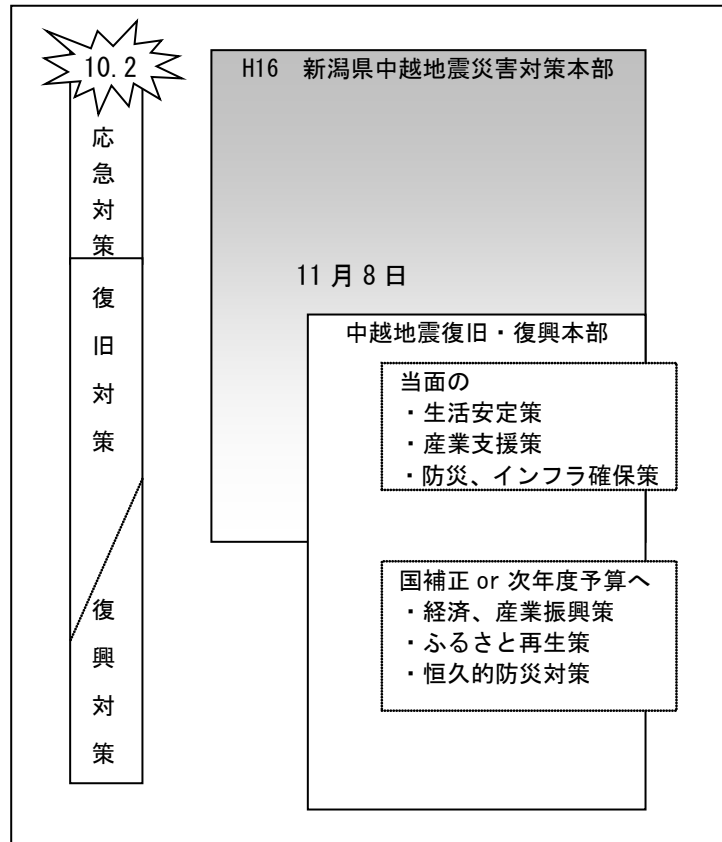 10.2
H16 新潟県中越地震災害対策本部
応急対策
11月8日
復旧対策
中越地震復旧・復興本部
当面の
・生活安定策
・産業支援策
・防災、インフラ確保策
国補正 or 次年度予算へ
・経済、産業振興策
・ふるさと再生策
・恒久的防災対策
復興対策